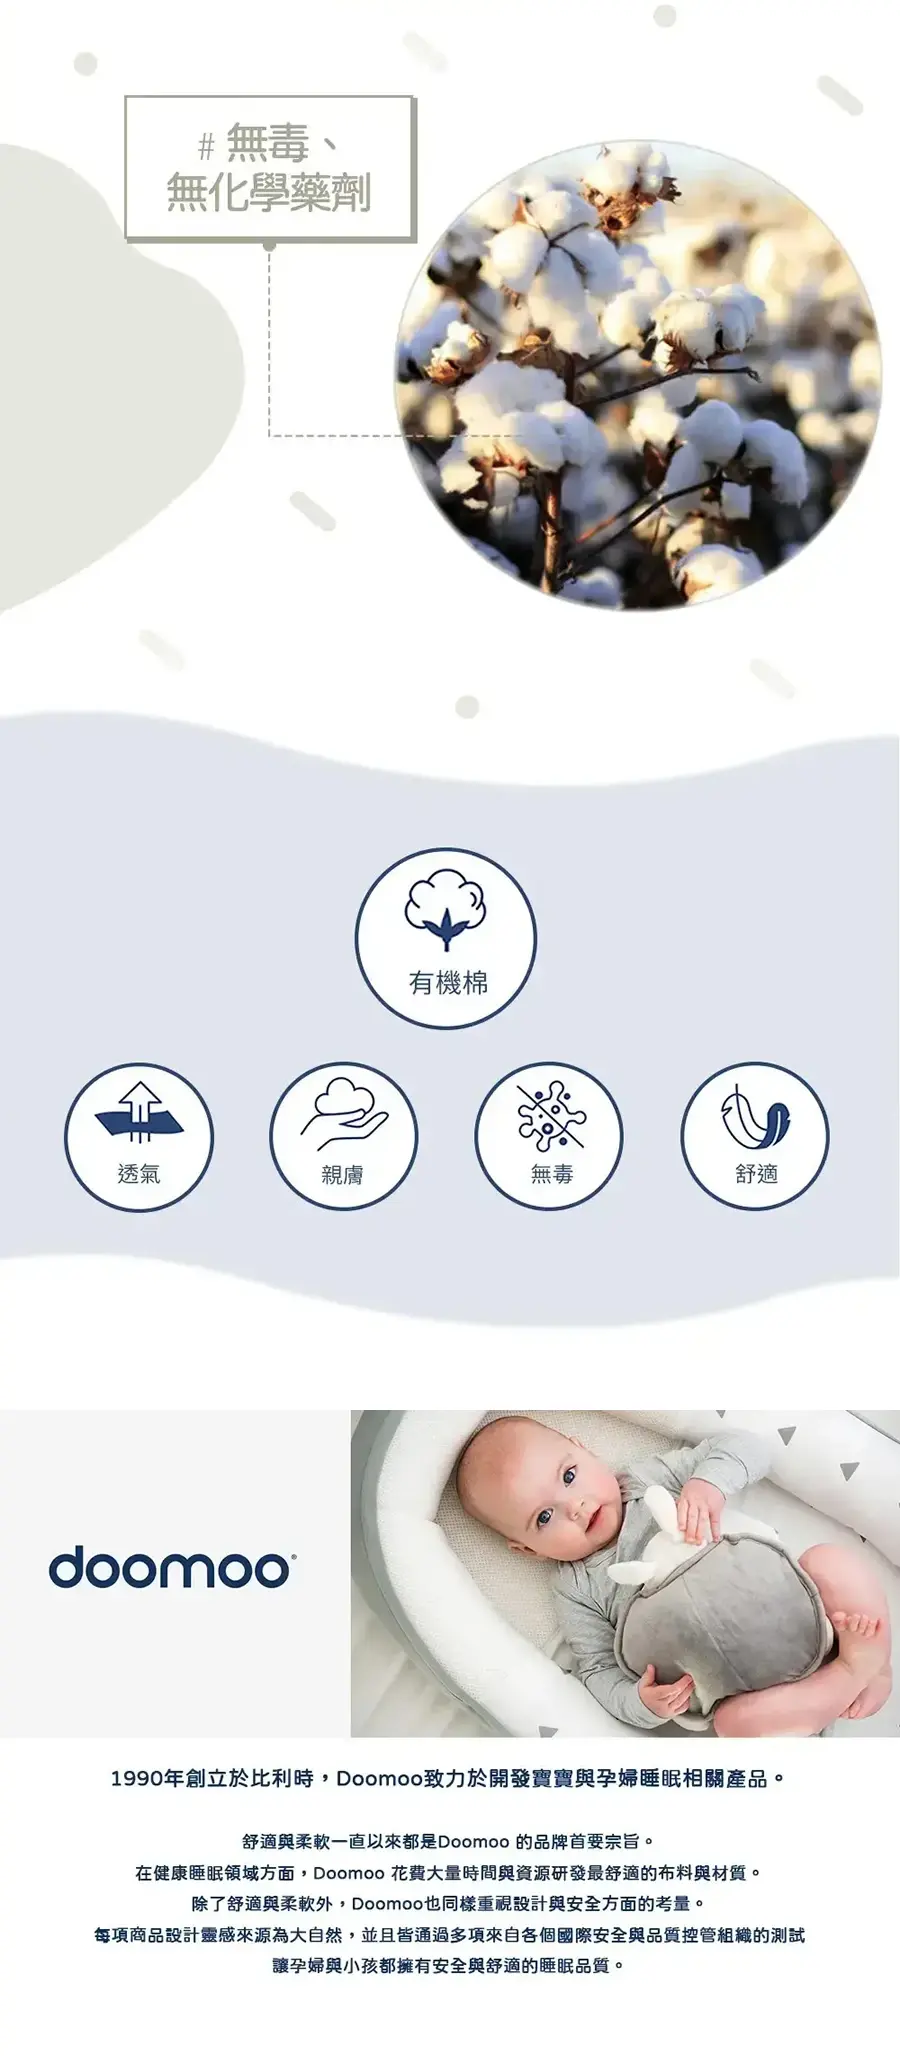 # 無毒、
無化學藥劑
有機棉
透氣
親膚
無毒
舒適
doomoo®
1990年創立於比利時，Doomoo致力於開發寶寶與孕婦睡眠相關產品。
舒適與柔軟一直以來都是Doomoo 的品牌首要宗旨。
在健康睡眠領域方面，Doomoo 花費大量時間與資源研發最舒適的布料與材質。
除了舒適與柔軟外，Doomoo也同樣重視設計與安全方面的考量。
每項商品設計靈感來源為大自然，並且皆通過多項來自各個國際安全與品質控管組織的測試
讓孕婦與小孩都擁有安全與舒適的睡眠品質。